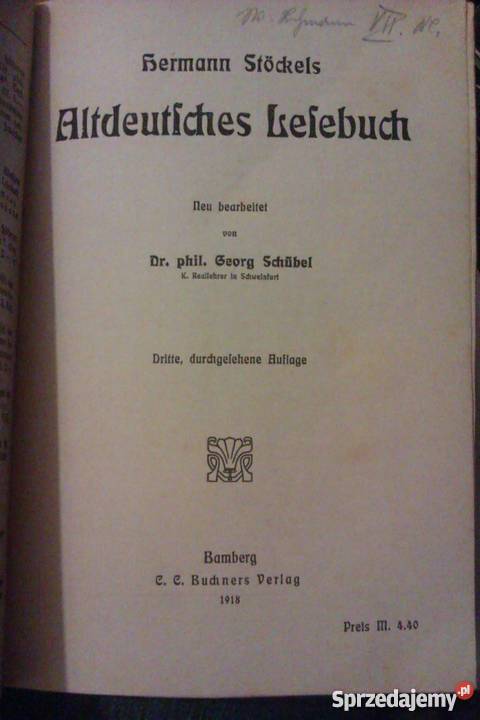 VII.
Hermann Stöckels
Altdeutsches Lesebuch
Neu bearbeitet
von
Dr. phil. Georg Schübel
K. Reallehrer in Schweinfurt
Dritte, durchgesehene Auflage
Bamberg
C. C. Buchners Verlag
1918
Preis M. 4.40
Sprzedajemy.pl